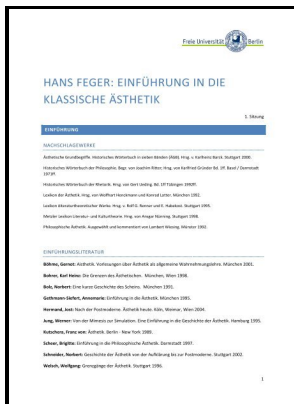 Freie Universität Berlin
HANS FEGER: EINFÜHRUNG IN DIE
KLASSISCHE ÄSTHETIK
1. Sitzung
EINFÜHRUNG
NACHSCHLAGEWERKE
Ästhetische Grundbegriffe. Historisches Wörterbuch in sieben Bänden (ÄGB). Hrsg. v. Karlheinz Barck. Stuttgart 2000.
Historisches Wörterbuch der Philosophie. Begr. von Joachim Ritter; Hrsg. von Karlfried Gründer Bd. 1ff. Basel / Darmstadt
1971ff.
Historisches Wörterbuch der Rhetorik. Hrsg. von Gert Ueding. Bd. 1ff Tübingen 1992ff.
Lexikon der Ästhetik. Hrsg. von Wolfhart Henckmann und Konrad Lotter. München 1992.
Lexikon literaturtheoretischer Werke. Hrsg. v. Rolf G. Renner und E. Habekost. Stuttgart 1995.
Metzler Lexikon Literatur- und Kulturtheorie. Hrsg. von Ansgar Nünning. Stuttgart 1998.
Philosophische Ästhetik. Ausgewählt und kommentiert von Lambert Wiesing. Münster 1992.
EINFÜHRUNGSLITERATUR
Böhme, Gernot: Aisthetik. Vorlesungen über Ästhetik als allgemeine Wahrnehmungslehre. München 2001.
Bohrer, Karl Heinz: Die Grenzen des Ästhetischen. München, Wien 1998.
Bolz, Norbert: Eine kurze Geschichte des Scheins. München 1991.
Gethmann-Siefert, Annemarie: Einführung in die Ästhetik. München 1995.
Hermand, Jost: Nach der Postmoderne. Ästhetik heute. Köln, Weimar, Wien 2004.
Jung, Werner: Von der Mimesis zur Simulation. Eine Einführung in die Geschichte der Ästhetik. Hamburg 1995.
Kutschera, Franz von: Ästhetik. Berlin - New York 1989.
Scheer, Brigitte: Einführung in die Philosophische Ästhetik. Darmstadt 1997.
Schneider, Norbert: Geschichte der Ästhetik von der Aufklärung bis zur Postmoderne. Stuttgart 2002.
Welsch, Wolfgang: Grenzgänge der Ästhetik. Stuttgart 1996.
1